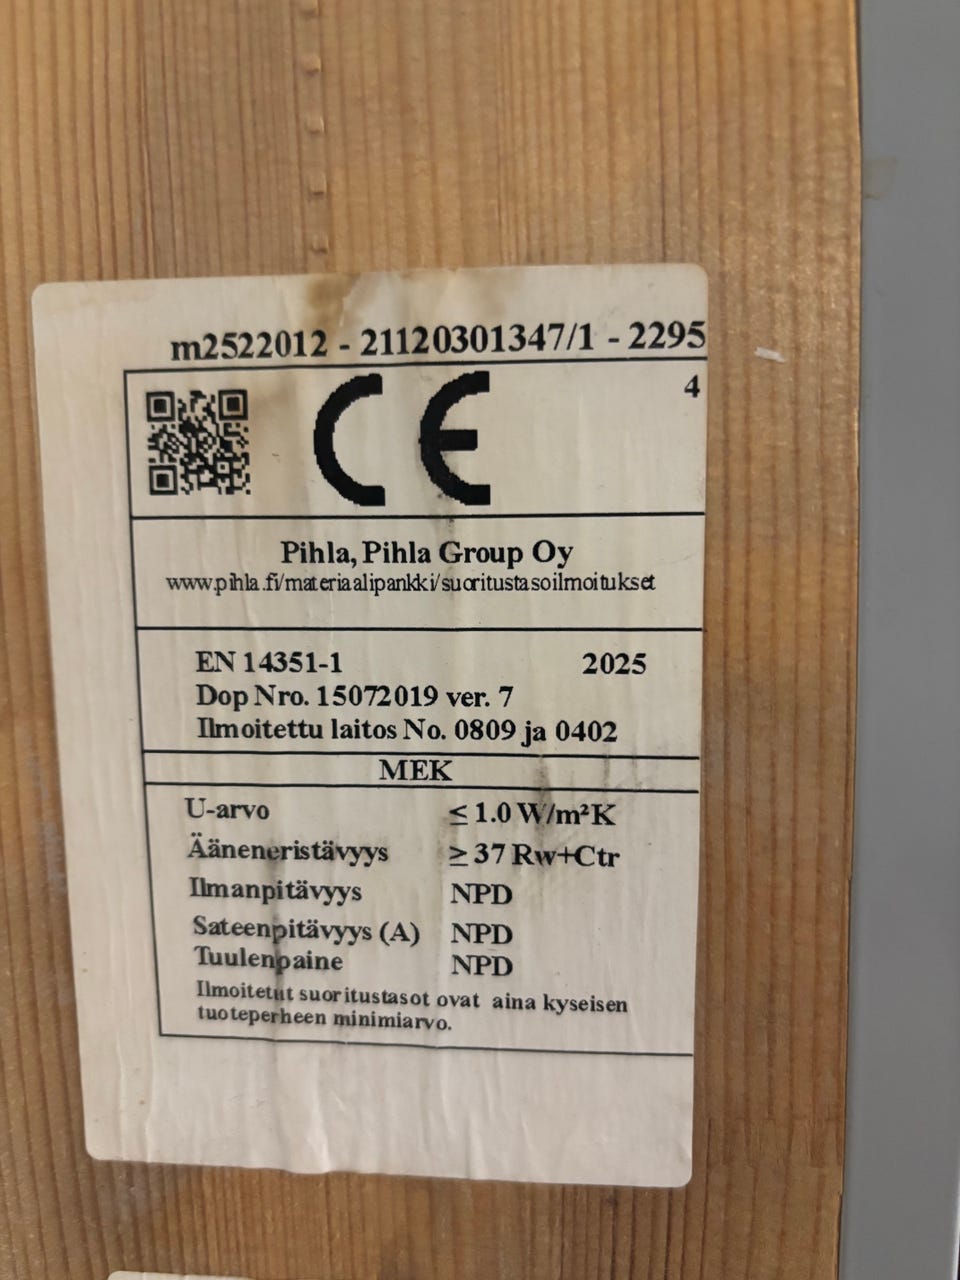 m2522012 - 21120301347/1 - 2295
CE
4
Pihla, Pihla Group Oy
www.pihla.fi/materiaalipankki/suoritustasoilmoitukset
EN 14351-1 2025
Dop Nro. 15072019 ver. 7
Ilmoitettu laitos No. 0809 ja 0402
MEK
U-arvo ≤ 1.0 W/m²K
Ääneneristävyys ≥ 37 Rw+Ctr
Ilmanpitävyys NPD
Sateenpitävyys (A) NPD
Tuulenpaine NPD
Ilmoitetut suoritustasot ovat aina kyseisen
tuoteperheen minimiarvo.